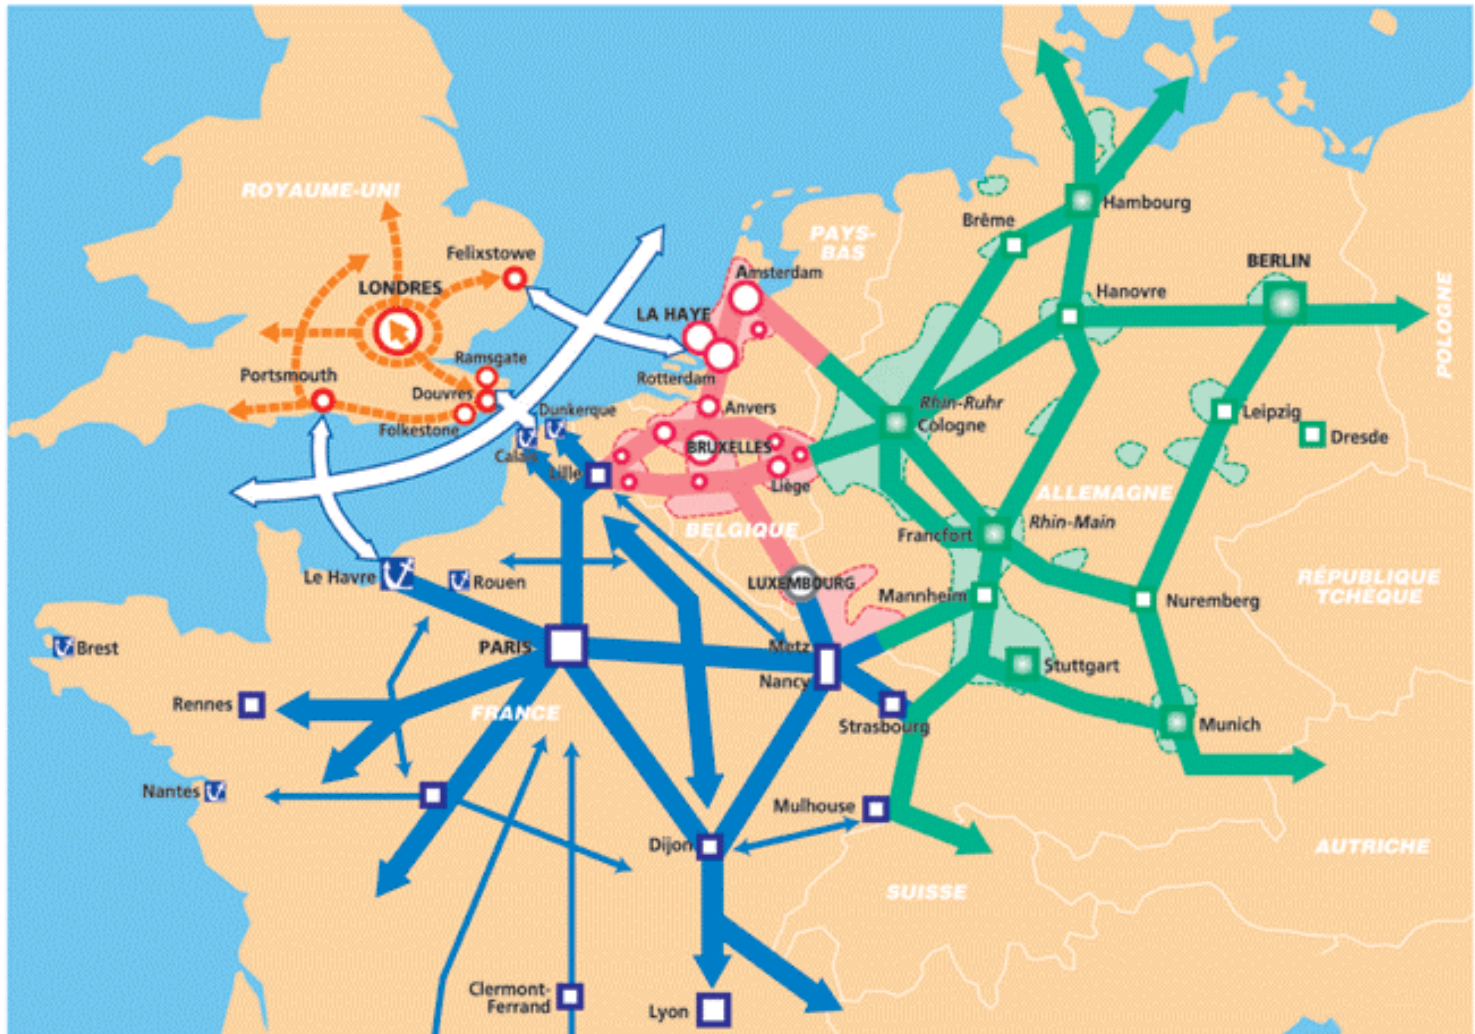 ROYAUME-UNI
Hambourg
Brême
PAYS-
BAS
Felixstowe
BERLIN
Amsterdam
LONDRES
Hanovre
LA HAYE
POLOGNE
Ramsgate
Portsmouth
Rotterdam
Douvres
Dunkerque
Anvers
Rhin-Ruhr
Cologne
Leipzig
Folkestone
Dresde
Calais
BRUXELLES
Lille
Liège
ALLEMAGNE
BELGIQUE
Francfort
Rhin-Main
Le Havre
Rouen
LUXEMBOURG
Mannheim
Nuremberg
RÉPUBLIQUE
TCHÈQUE
Brest
PARIS
Metz
Nancy
Stuttgart
Rennes
FRANCE
Strasbourg
Munich
Nantes
Mulhouse
Dijon
AUTRICHE
SUISSE
Clermont-
Ferrand
Lyon